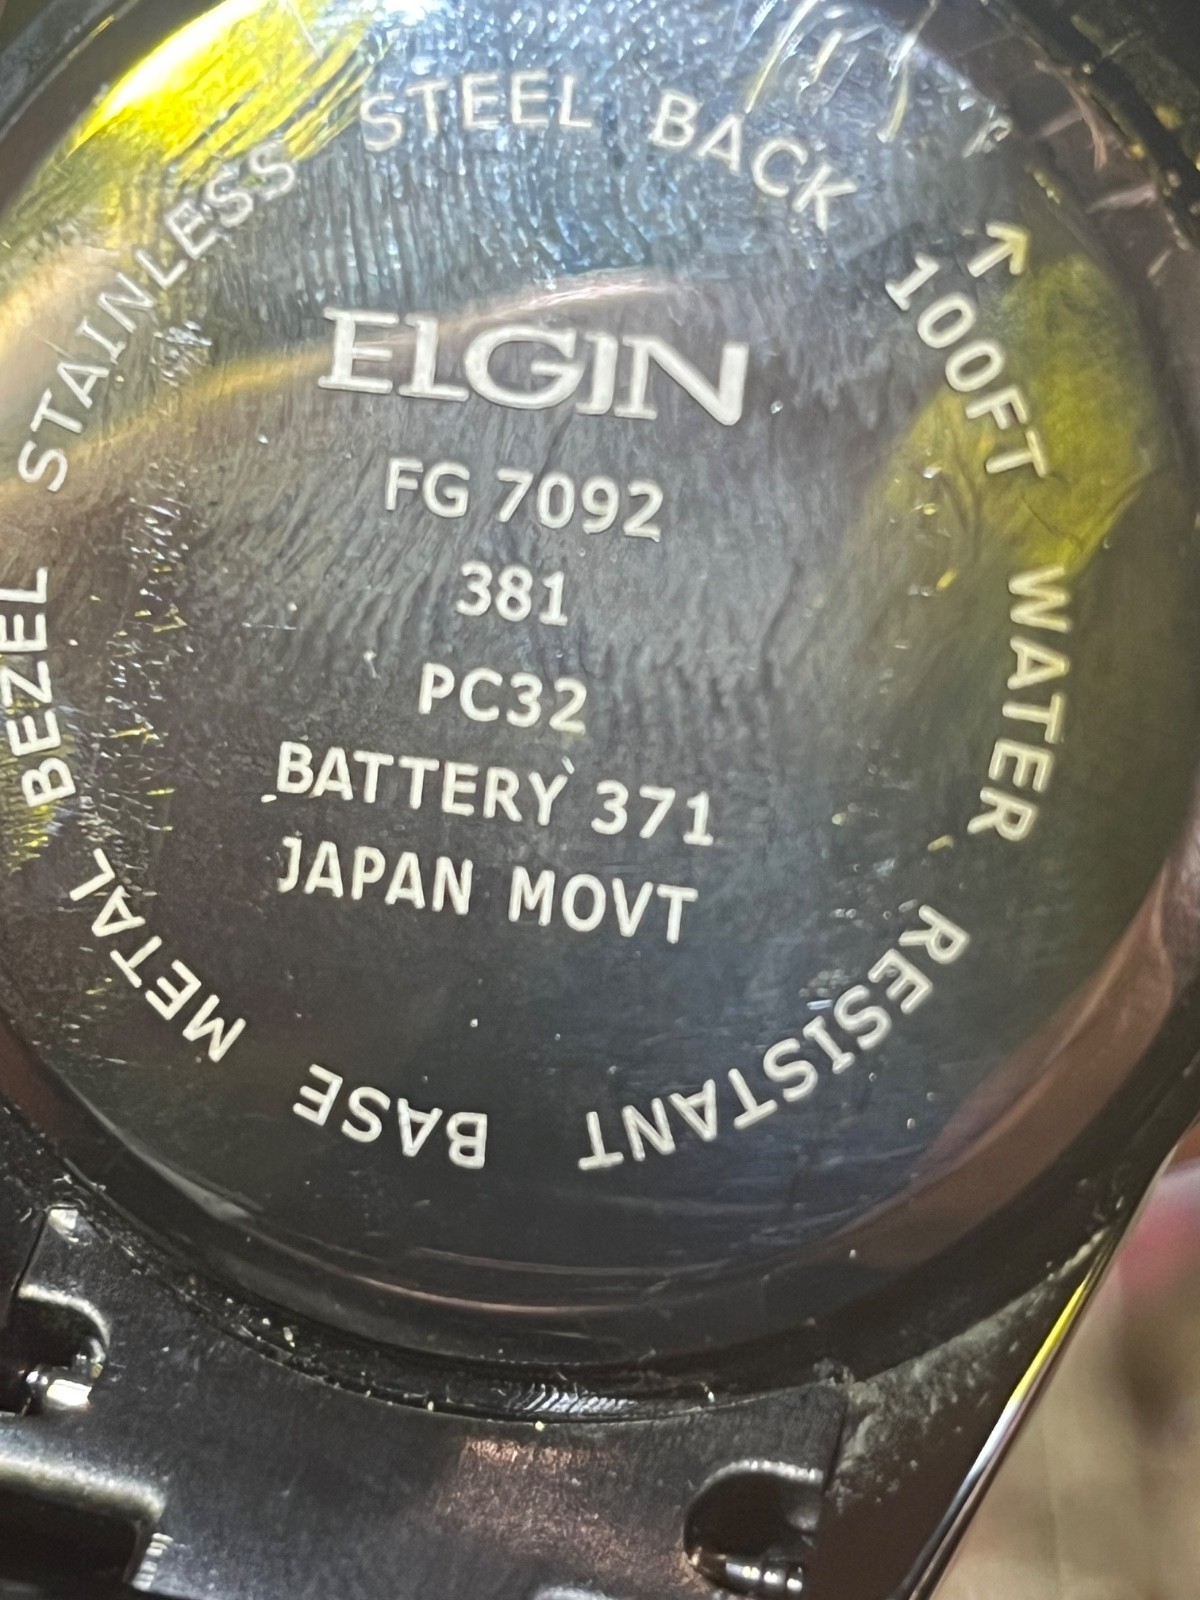 ELGIN
FG 7092
381
PC32
BATTERY 371
JAPAN MOVT
BASE METAL BEZEL STAINLESS STEEL BACK
↑ 100FT WATER RESISTANT